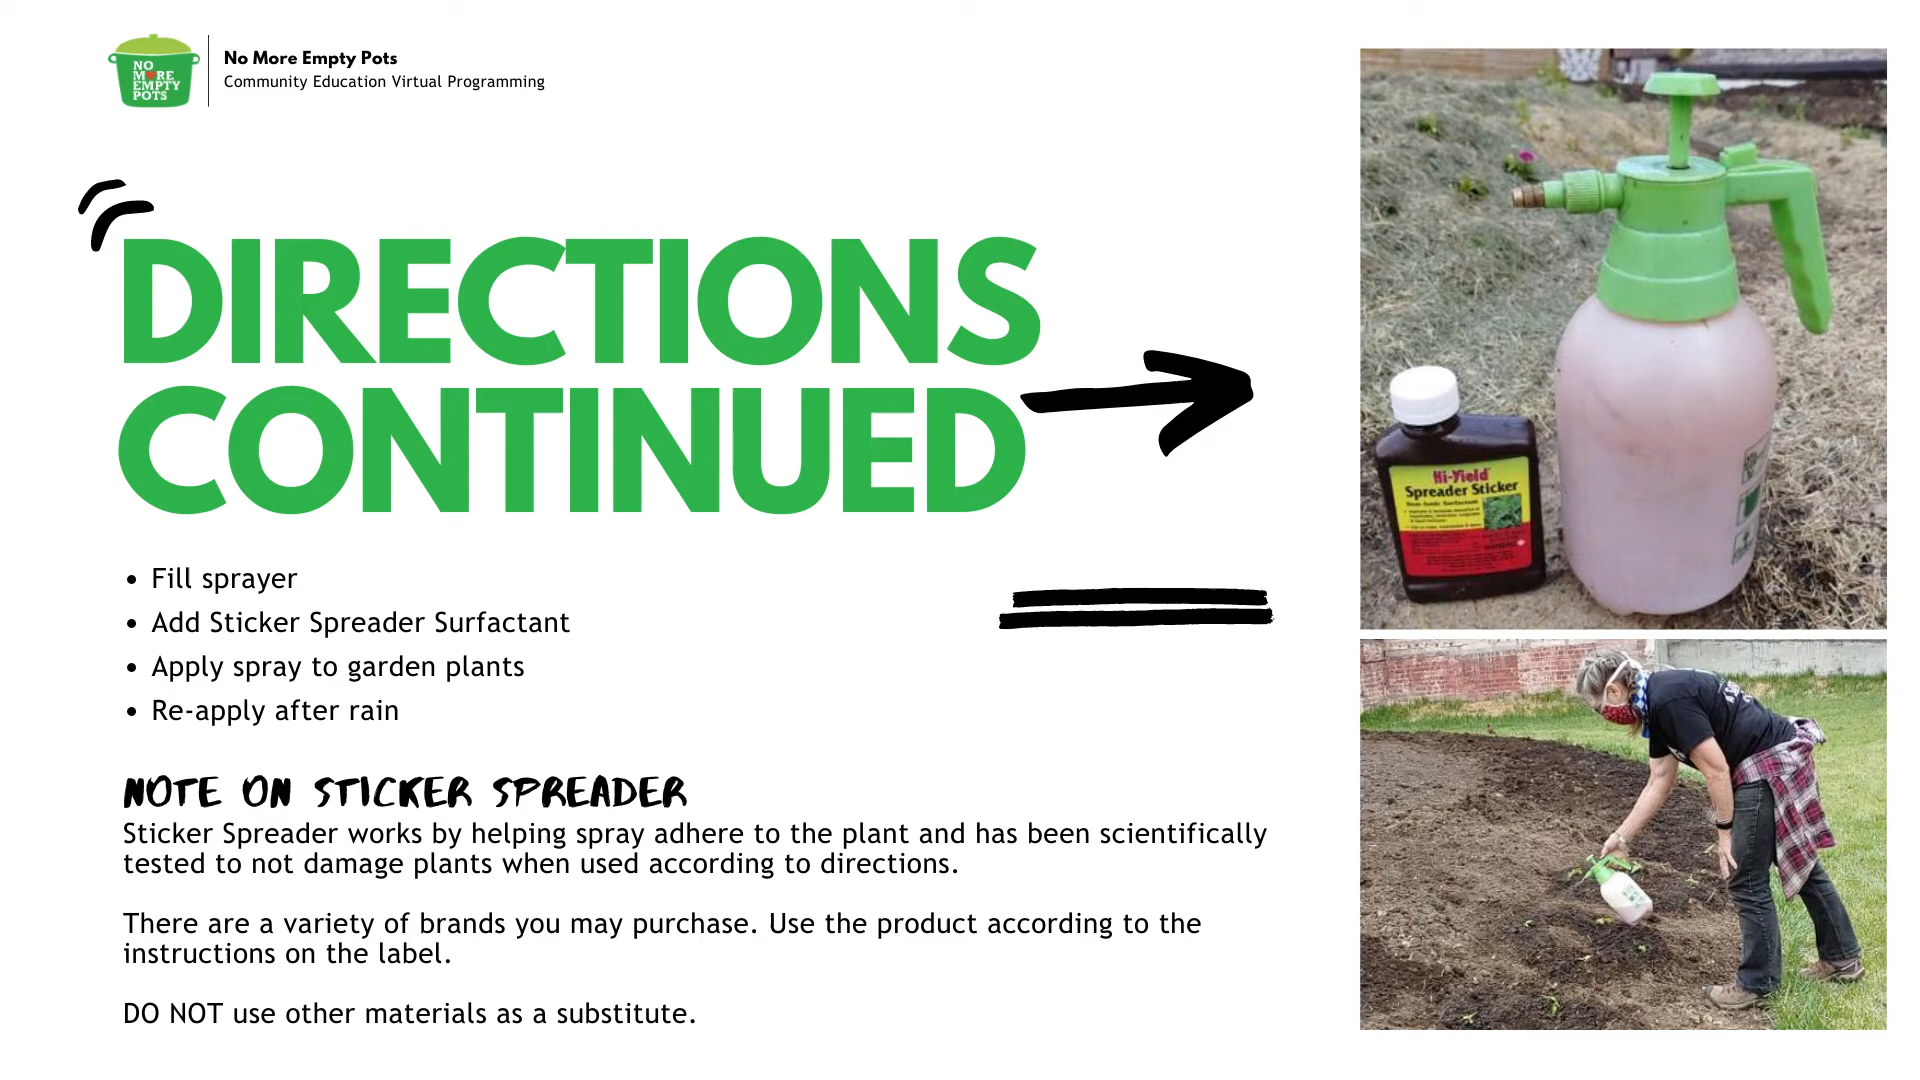 NO
MORE
EMPTY
POTS
No More Empty Pots
Community Education Virtual Programming
DIRECTIONS
CONTINUED
• Fill sprayer
• Add Sticker Spreader Surfactant
• Apply spray to garden plants
• Re-apply after rain
NOTE ON STICKER SPREADER
Sticker Spreader works by helping spray adhere to the plant and has been scientifically
tested to not damage plants when used according to directions.
There are a variety of brands you may purchase. Use the product according to the
instructions on the label.
DO NOT use other materials as a substitute.
Hi-Yield
Spreader Sticker
Non-Ionic Surfactant